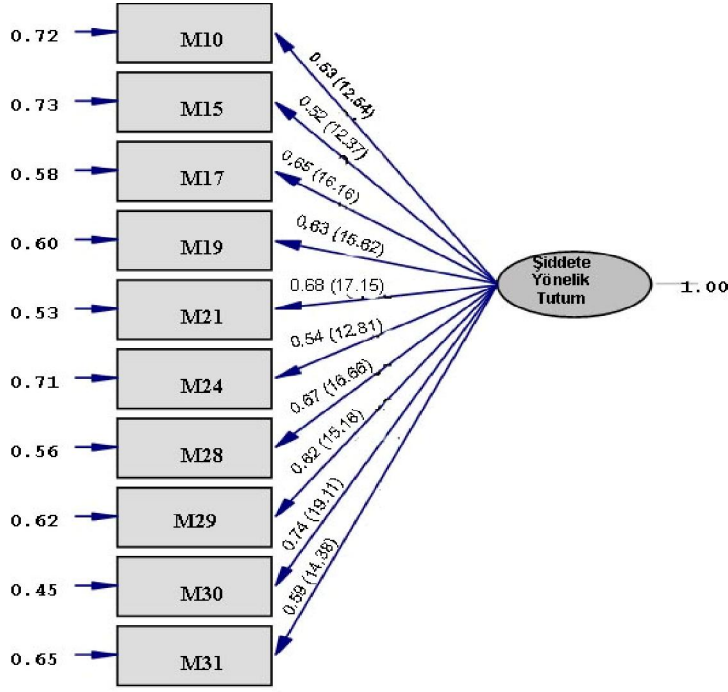 0.72 M10 0.53 (12.54)
0.73 M15 0.52 (12.37)
0.58 M17 0,65 (16.16)
0.60 M19 0,63 (15.62)
0.53 M21 0.68 (17.15)
0.71 M24 0.54 (12.81)
0.56 M28 0.67 (16.66)
0.62 M29 0.62 (15.16)
0.45 M30 0.74 (19.11)
0.65 M31 0.59 (14.38)
Şiddete
Yönelik
Tutum
1.00